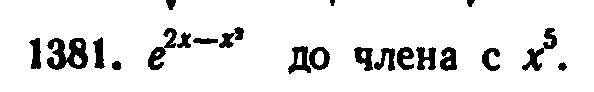 1381. e^{2x—x²} до члена с x⁵.